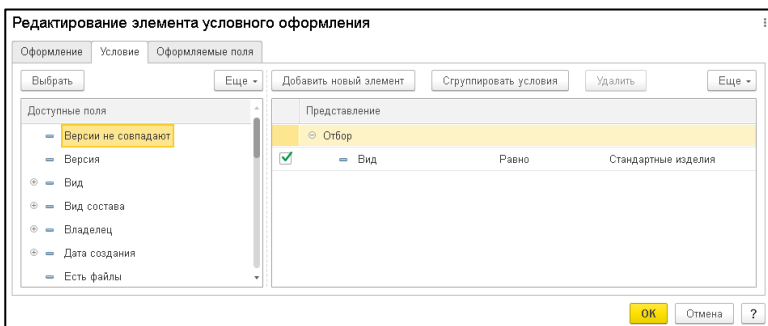 Редактирование элемента условного оформления
Оформление Условие Оформляемые поля
Выбрать Еще Добавить новый элемент Сгруппировать условия Удалить Еще
Доступные поля Представление
Версии не совпадают Отбор
Версия Вид Равно Стандартные изделия
Вид
Вид состава
Владелец
Дата создания
Есть файлы
ОК Отмена ?